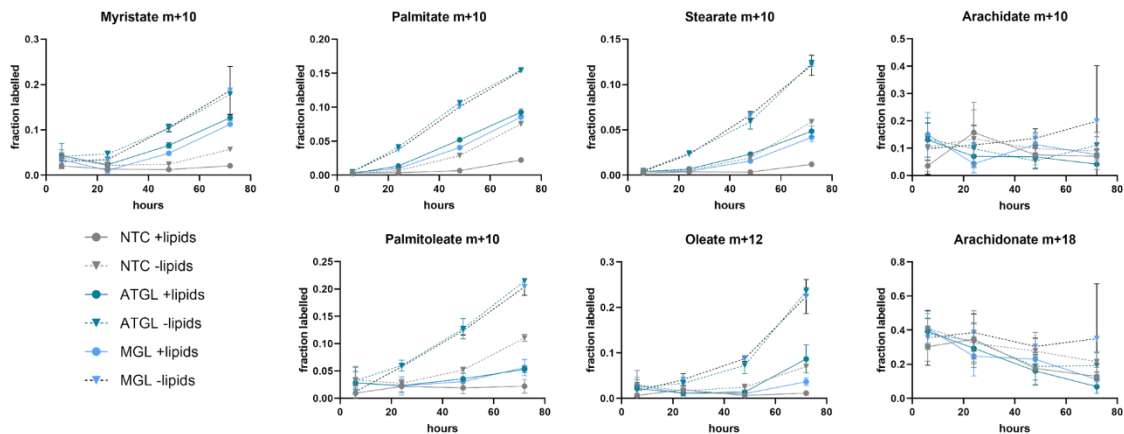 Myristate m+10
fraction labelled
0.3
0.2
0.1
0.0
0 20 40 60 80
hours
Palmitate m+10
fraction labelled
0.20
0.15
0.10
0.05
0.00
0 20 40 60 80
hours
Stearate m+10
fraction labelled
0.15
0.10
0.05
0.00
0 20 40 60 80
hours
Arachidate m+10
fraction labelled
0.5
0.4
0.3
0.2
0.1
0.0
0 20 40 60 80
hours
NTC +lipids
NTC -lipids
ATGL +lipids
ATGL -lipids
MGL +lipids
MGL -lipids
Palmitoleate m+10
fraction labelled
0.25
0.20
0.15
0.10
0.05
0.00
0 20 40 60 80
hours
Oleate m+12
fraction labelled
0.3
0.2
0.1
0.0
0 20 40 60 80
hours
Arachidonate m+18
fraction labelled
0.8
0.6
0.4
0.2
0.0
0 20 40 60 80
hours